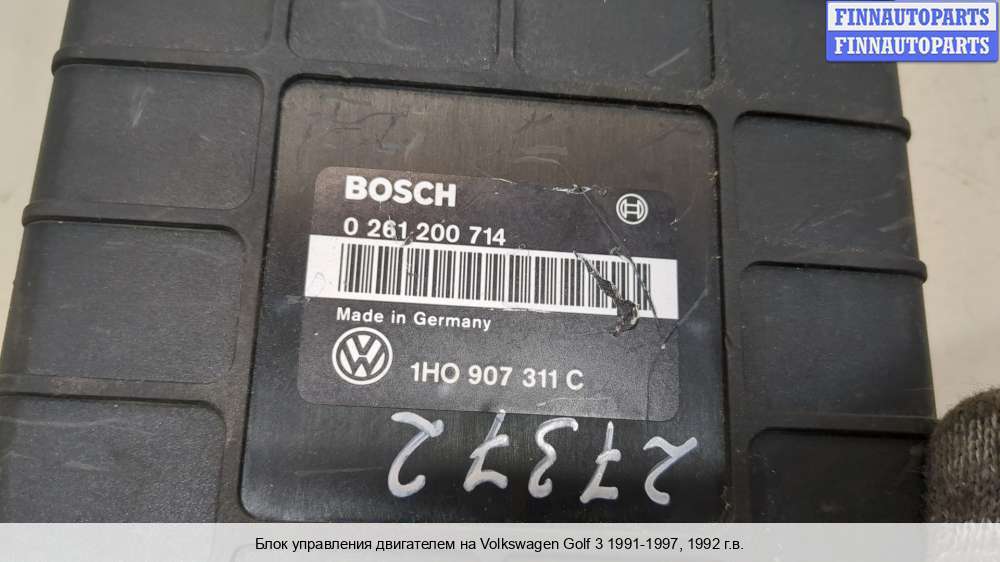 FINNAUTOPARTS
FINNAUTOPARTS
BOSCH
0 261 200 714
Made in Germany
1HO 907 311 C
27372
Блок управления двигателем на Volkswagen Golf 3 1991-1997, 1992 г.в.